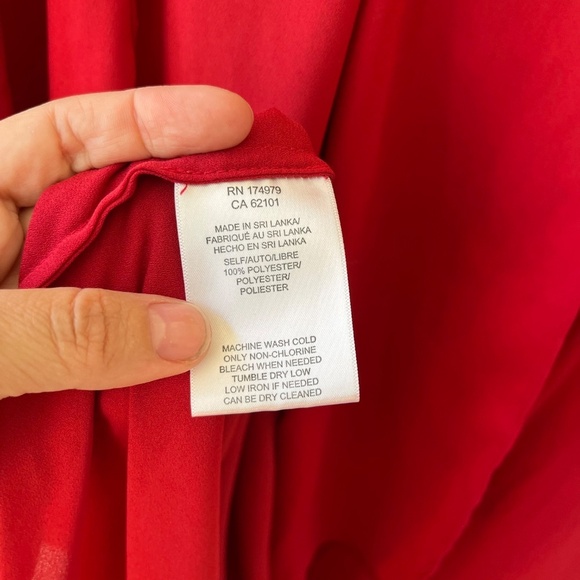 RN 174979
CA 62101
MADE IN SRI LANKA/
FABRIQUÉ AU SRI LANKA/
HECHO EN SRI LANKA
SELF/AUTO/LIBRE
100% POLYESTER/
POLYESTER/
POLIESTER
MACHINE WASH COLD
ONLY NON-CHLORINE
BLEACH WHEN NEEDED
TUMBLE DRY LOW
LOW IRON IF NEEDED
CAN BE DRY CLEANED